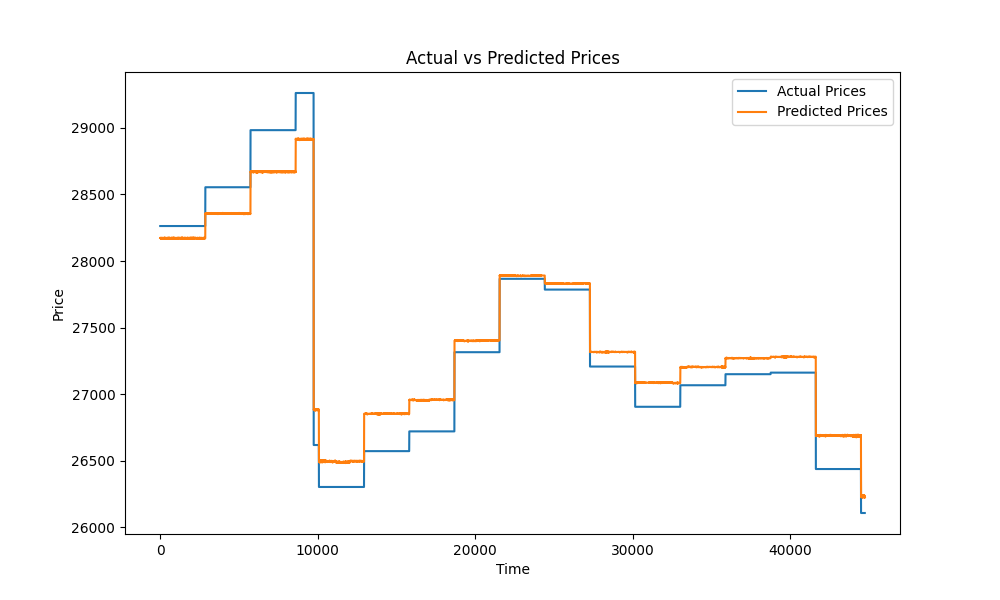 Actual vs Predicted Prices
Actual Prices
Predicted Prices
Price
29000
28500
28000
27500
27000
26500
26000
0 10000 20000 30000 40000
Time